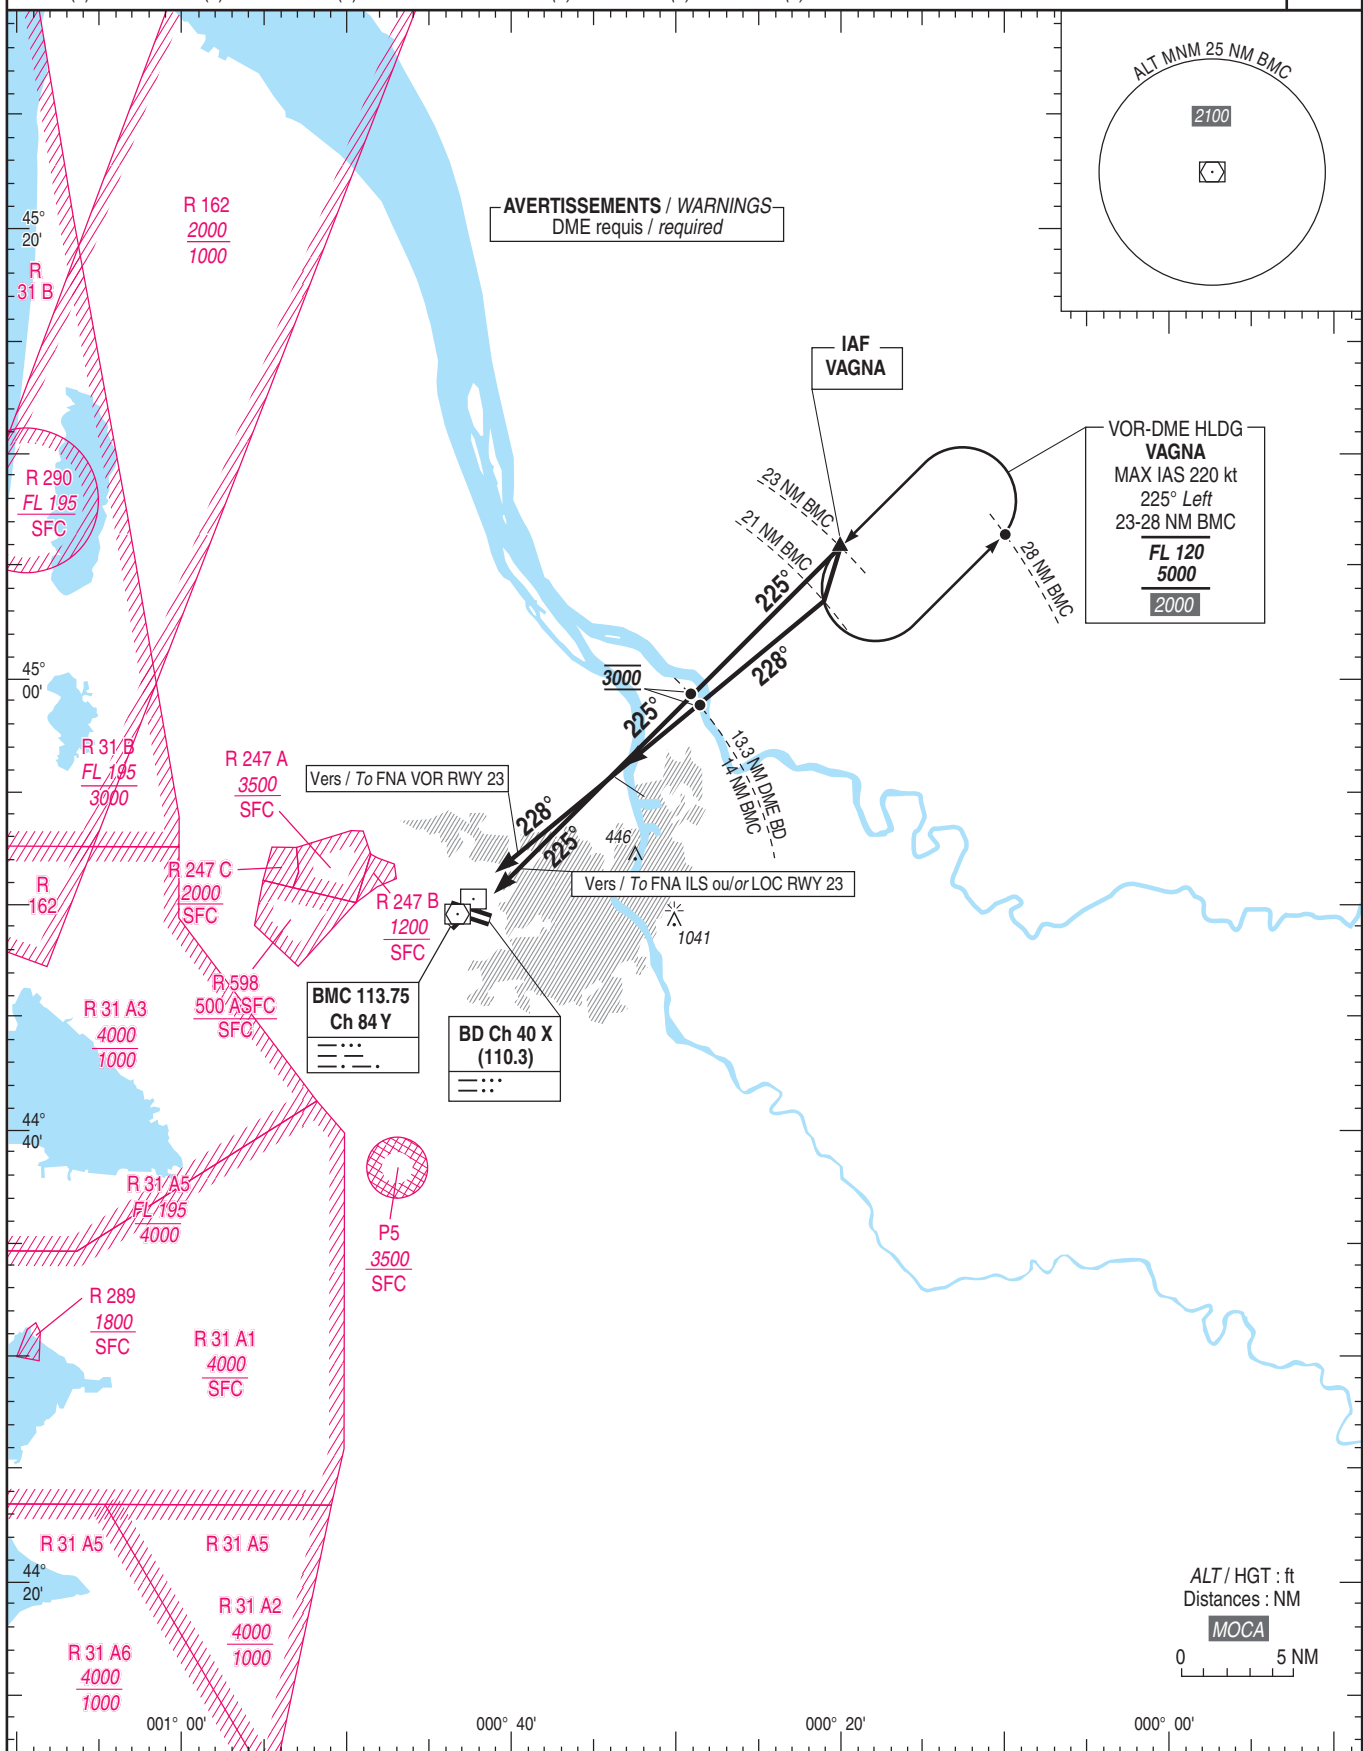 ALT MNM 25 NM BMC
2100
45°
20'
R 162
2000
1000
AVERTISSEMENTS / WARNINGS
DME requis / required
R
31 B
IAF
VAGNA
VOR-DME HLDG
VAGNA
MAX IAS 220 kt
225° Left
23-28 NM BMC
FL 120
5000
2000
R 290
FL 195
SFC
23 NM BMC
21 NM BMC
28 NM BMC
225°
228°
45°
00'
3000
225°
13.3 NM DME BD
14 NM BMC
R 31 B
FL 195
3000
R 247 A
3500
SFC
Vers / To FNA VOR RWY 23
228°
225°
446
R 247 C
2000
SFC
R
162
R 247 B
1200
SFC
Vers / To FNA ILS ou/or LOC RWY 23
1041
R 598
500 ASFC
SFC
R 31 A3
4000
1000
BMC 113.75
Ch 84 Y
BD Ch 40 X
(110.3)
44°
40'
R 31 A5
FL 195
4000
P5
3500
SFC
R 289
1800
SFC
R 31 A1
4000
SFC
R 31 A5
R 31 A5
44°
20'
R 31 A2
4000
1000
R 31 A6
4000
1000
ALT / HGT : ft
Distances : NM
MOCA
0 5 NM
001° 00'
000° 40'
000° 20'
000° 00'